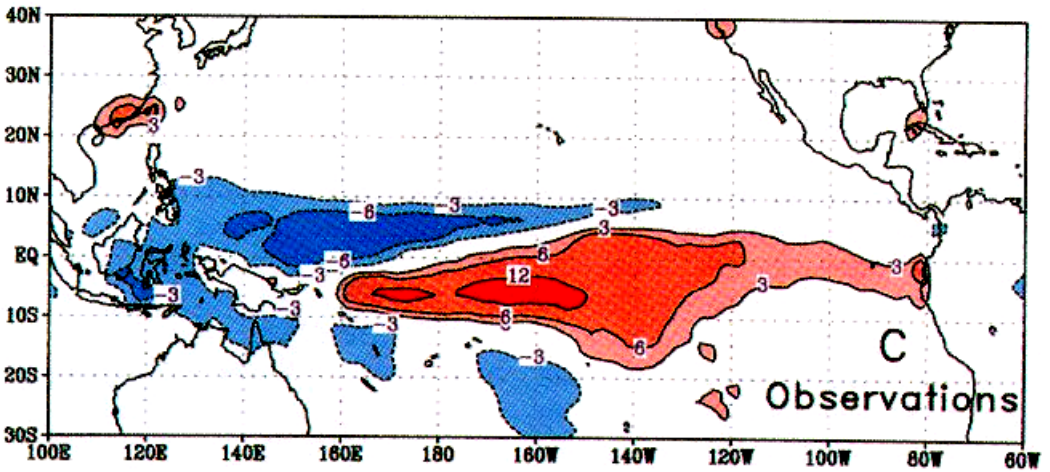 40N
30N
3
20N
-3
10N
-6 -3 -3
3
EQ
-6 6
-3 -6 12 3
-3 3
-3
10S
-3 6
6
C
-3
20S
Observations
30S
100E 120E 140E 160E 180 160W 140W 120W 100W 80W 60W